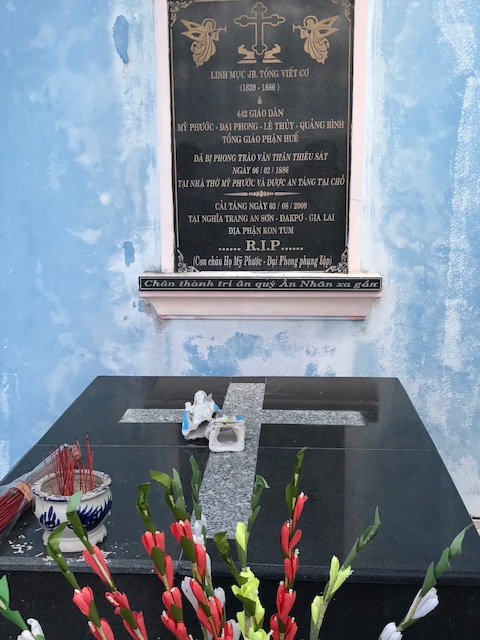 LINH MỤC JB. TỐNG VIẾT CƠ
(1839 - 1886)
&
442 GIÁO DÂN
MỸ PHƯỚC - ĐẠI PHONG - LỆ THỦY - QUẢNG BÌNH
TỔNG GIÁO PHẬN HUẾ
ĐÃ BỊ PHONG TRÀO VĂN THÂN THIÊU SÁT
NGÀY 06 / 02 / 1886
TẠI NHÀ THỜ MỸ PHƯỚC VÀ ĐƯỢC AN TÁNG TẠI CHỖ
CẢI TÁNG NGÀY 03 / 08 / 2009
TẠI NGHĨA TRANG AN SƠN - ĐAKPƠ - GIA LAI
ĐỊA PHẬN KON TUM
...... R.I.P......
(Con cháu Họ Mỹ Phước - Đại Phong phụng lập)
Chân thành tri ân quý Ân Nhân xa gần